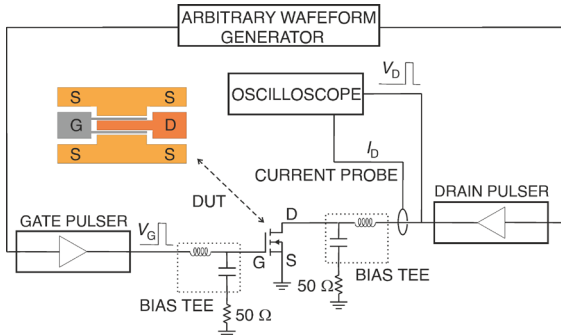 ARBITRARY WAFEFORM
GENERATOR
V_D
OSCILLOSCOPE
S S
G D
S S
I_D
CURRENT PROBE
DUT
DRAIN PULSER
GATE PULSER
V_G
D
G S
BIAS TEE
50 Ω
BIAS TEE
50 Ω